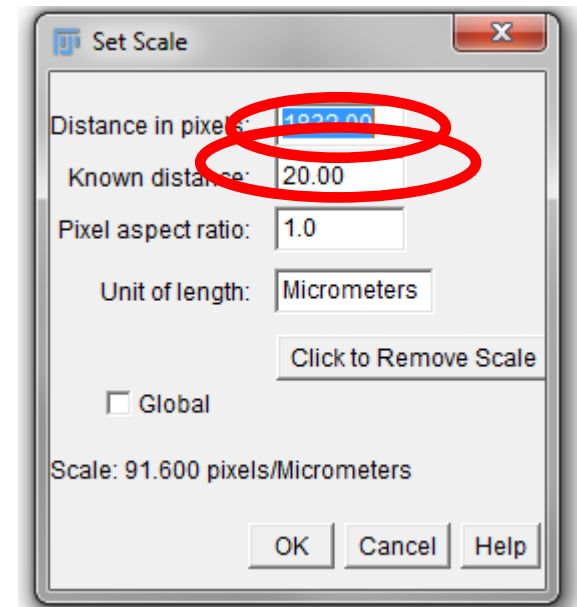 Set Scale
Distance in pixels: 1832.00
Known distance: 20.00
Pixel aspect ratio: 1.0
Unit of length: Micrometers
Click to Remove Scale
Global
Scale: 91.600 pixels/Micrometers
OK Cancel Help